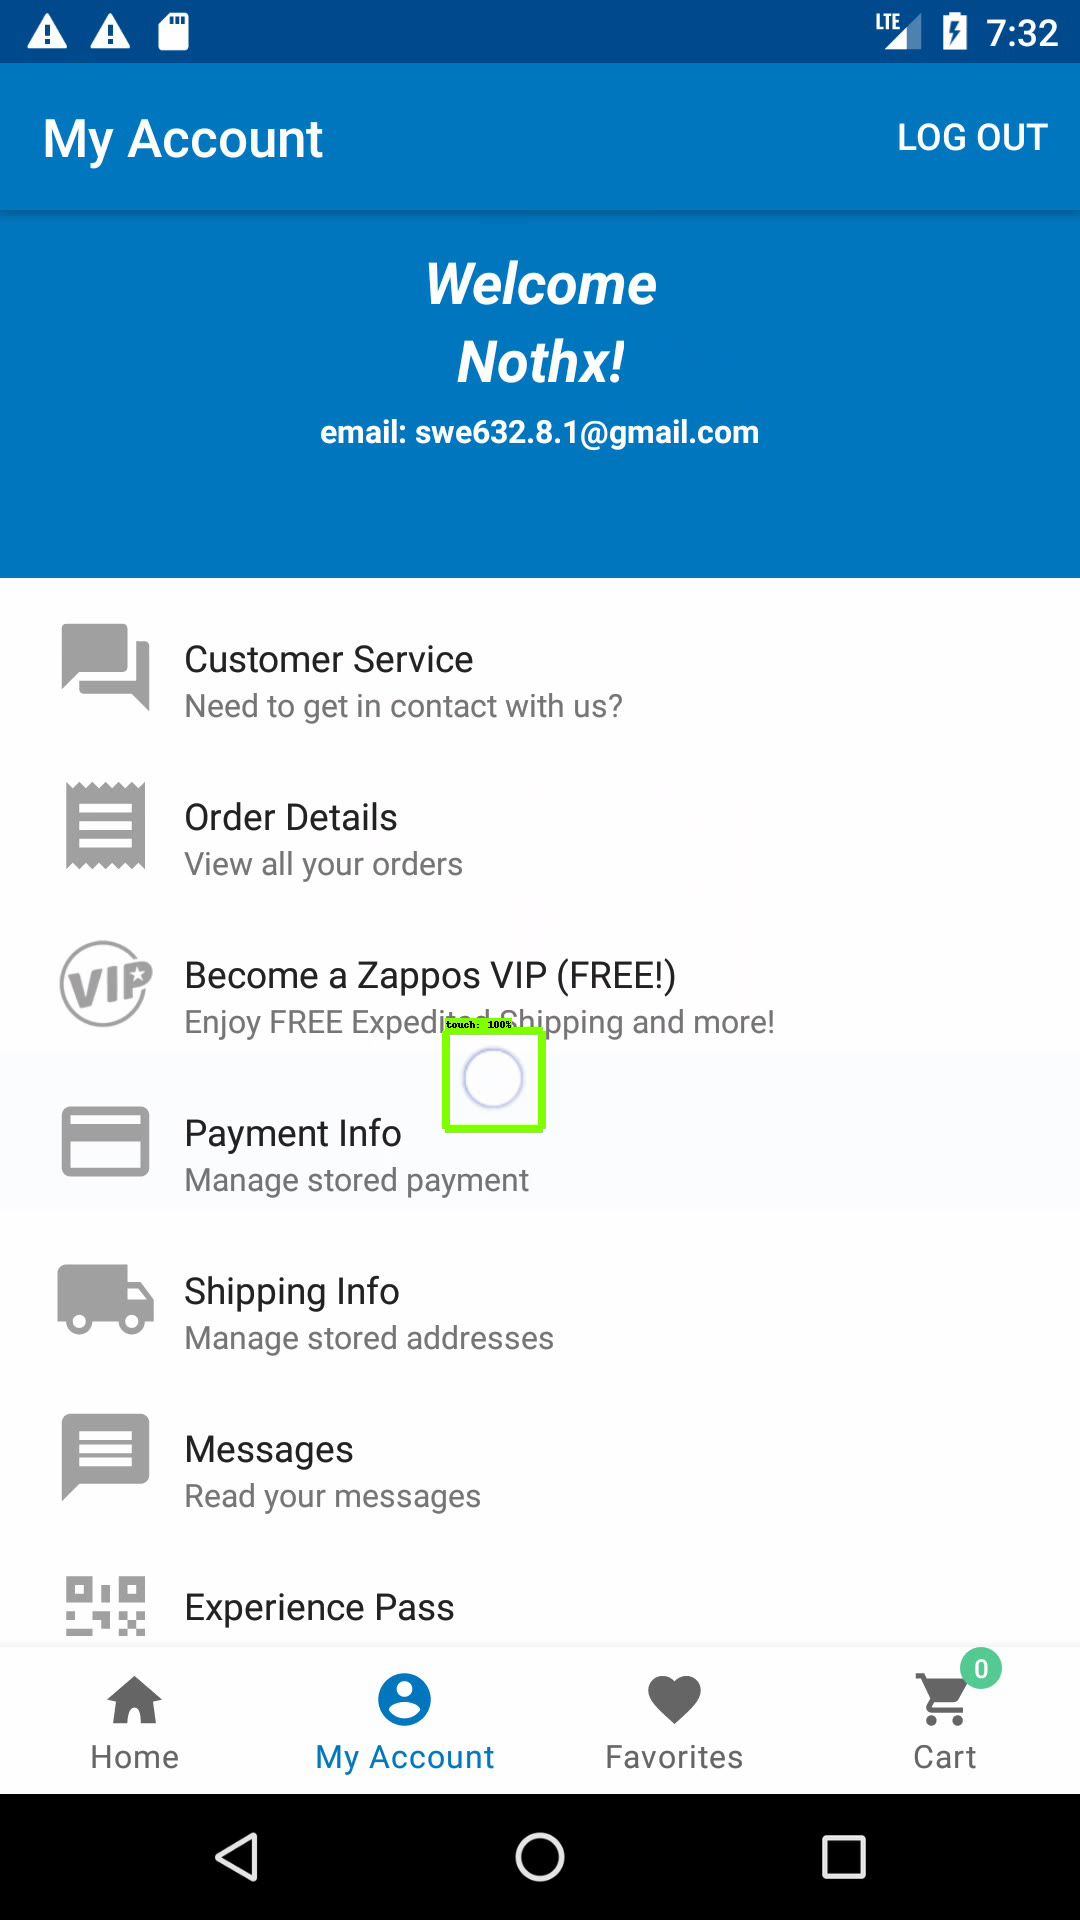 LTE 7:32
My Account LOG OUT
Welcome
Nothx!
email: swe632.8.1@gmail.com
Customer Service
Need to get in contact with us?
Order Details
View all your orders
VIP
Become a Zappos VIP (FREE!)
Enjoy FREE Expedited Shipping and more!
touch: 100%
Payment Info
Manage stored payment
Shipping Info
Manage stored addresses
Messages
Read your messages
Experience Pass
0
Home My Account Favorites Cart